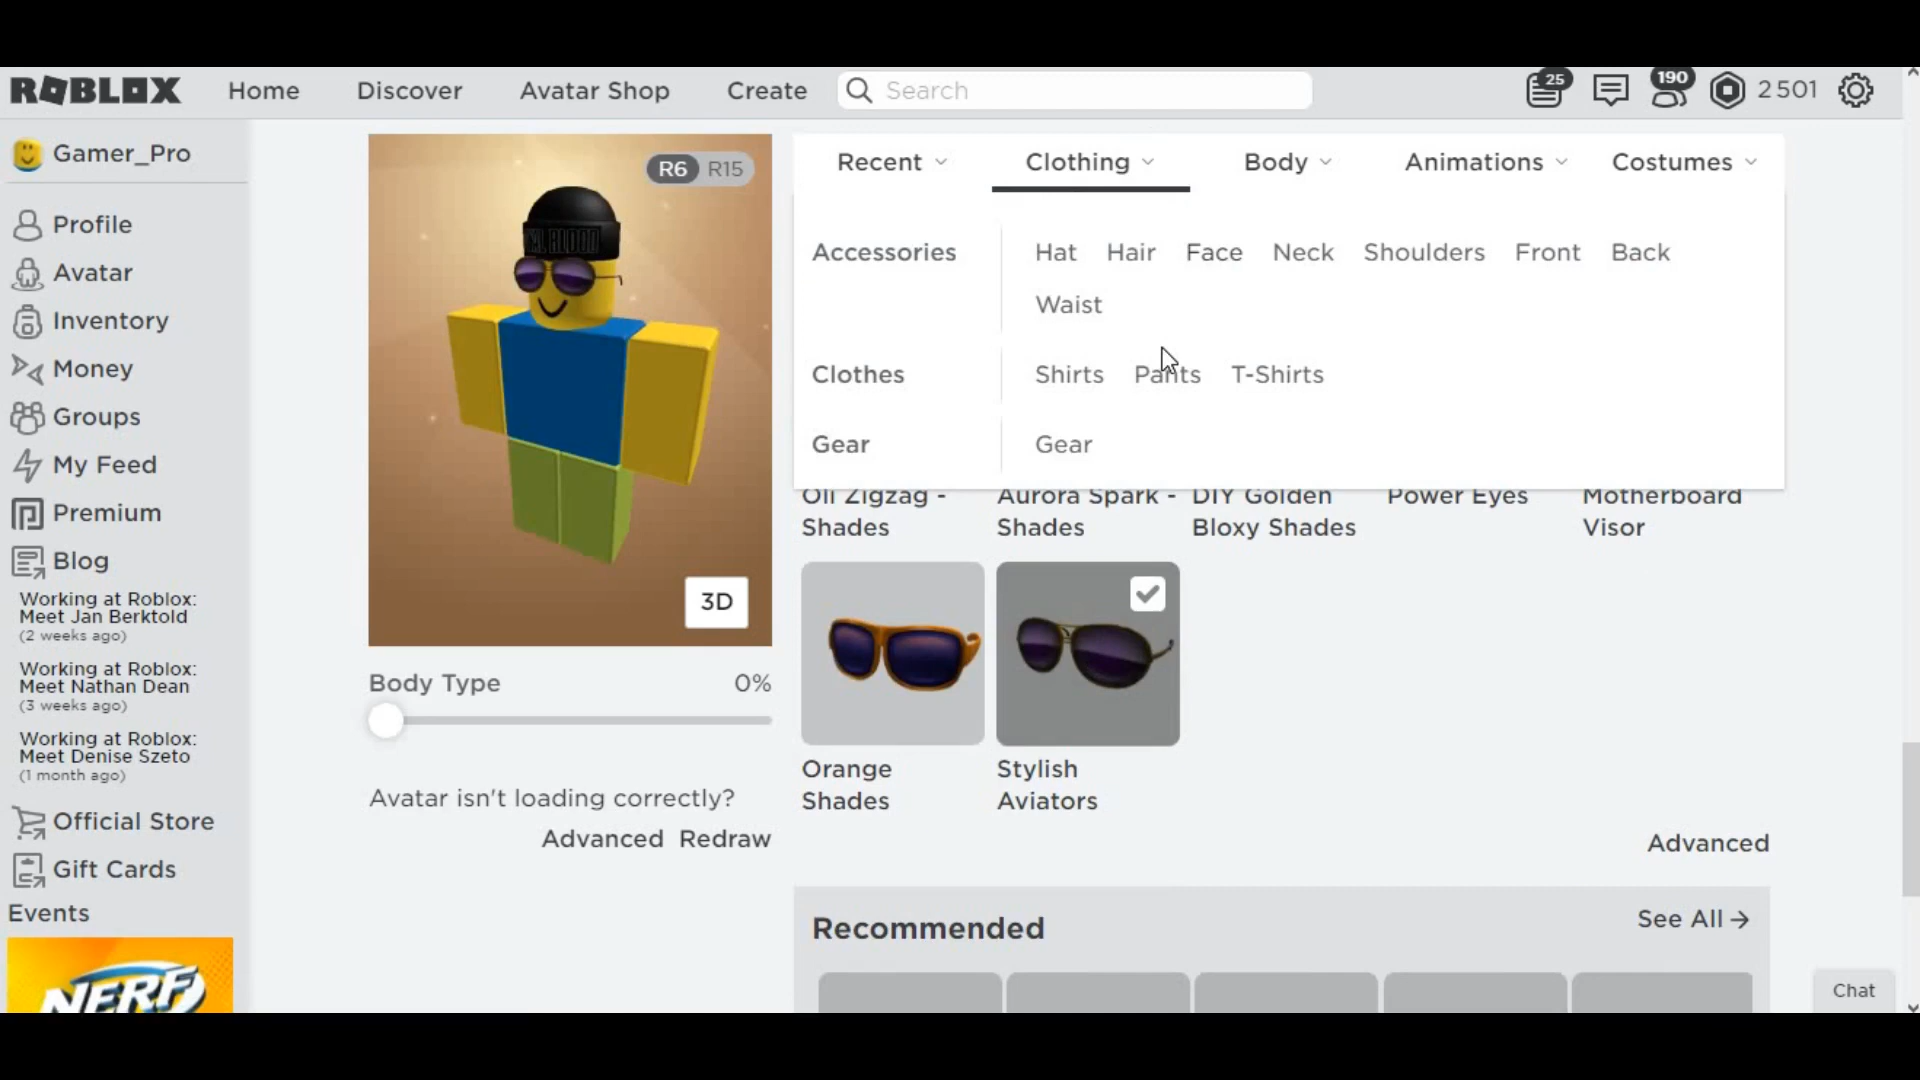 ROBLOX Home Discover Avatar Shop Create Search 25 190 2 501
Gamer_Pro
Profile
Avatar
Inventory
Money
Groups
My Feed
Premium
Blog
Working at Roblox:
Meet Jan Berktold
(2 weeks ago)
Working at Roblox:
Meet Nathan Dean
(3 weeks ago)
Working at Roblox:
Meet Denise Szeto
(1 month ago)
Official Store
Gift Cards
Events
NERF
R6 R15
3D
Body Type 0%
Avatar isn't loading correctly?
Advanced Redraw
Recent Clothing Body Animations Costumes
Accessories Hat Hair Face Neck Shoulders Front Back
Waist
Clothes Shirts Pants T-Shirts
Gear Gear
Oli Zigzag -
Shades
Aurora Spark -
Shades
DIY Golden
Bloxy Shades
Power Eyes
Motherboard
Visor
Orange
Shades
Stylish
Aviators
Advanced
Recommended See All
Chat